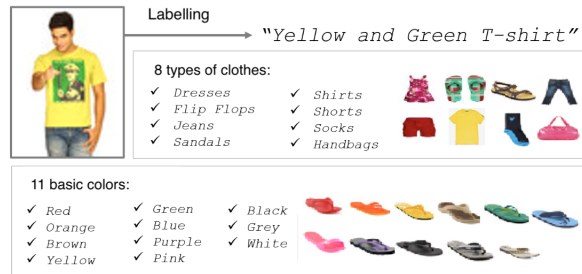 Labelling
"Yellow and Green T-shirt"
8 types of clothes:
✓ Dresses
✓ Flip Flops
✓ Jeans
✓ Sandals
✓ Shirts
✓ Shorts
✓ Socks
✓ Handbags
11 basic colors:
✓ Red
✓ Orange
✓ Brown
✓ Yellow
✓ Green
✓ Blue
✓ Purple
✓ Pink
✓ Black
✓ Grey
✓ White